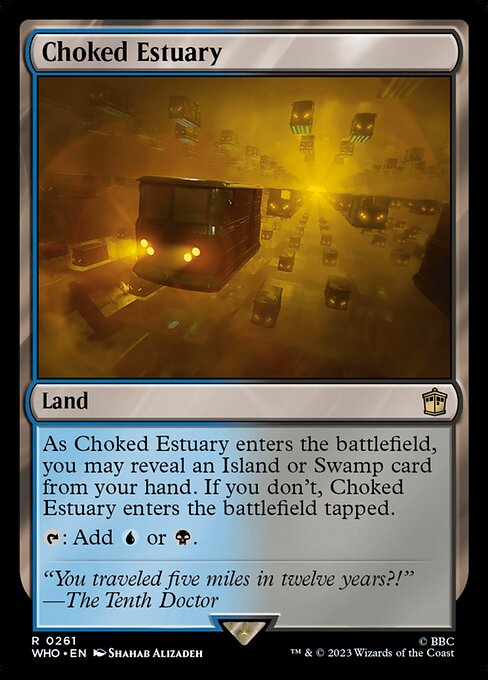 Choked Estuary
Land
As Choked Estuary enters the battlefield,
you may reveal an Island or Swamp card
from your hand. If you don't, Choked
Estuary enters the battlefield tapped.
: Add or .
“You traveled five miles in twelve years?!”
—The Tenth Doctor
R 0261
WHO • EN Shahab Alizadeh
© BBC
™ & © 2023 Wizards of the Coast